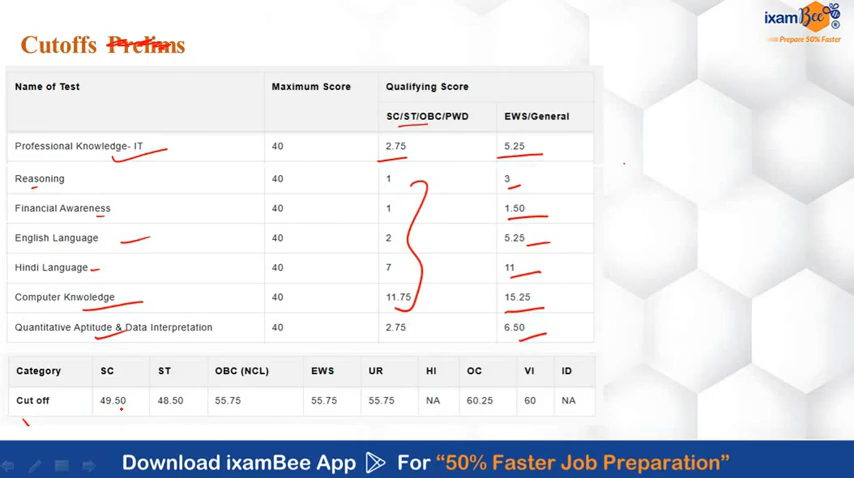 ixamBee
Prepare 50% Faster
Cutoffs Prelims
Name of Test Maximum Score Qualifying Score
SC/ST/OBC/PWD EWS/General
Professional Knowledge- IT 40 2.75 5.25
Reasoning 40 1 3
Financial Awareness 40 1 1.50
English Language 40 2 5.25
Hindi Language 40 7 11
Computer Knwoledge 40 11.75 15.25
Quantitative Aptitude & Data Interpretation 40 2.75 6.50
Category SC ST OBC (NCL) EWS UR HI OC VI ID
Cut off 49.50 48.50 55.75 55.75 55.75 NA 60.25 60 NA
Download ixamBee App For “50% Faster Job Preparation”